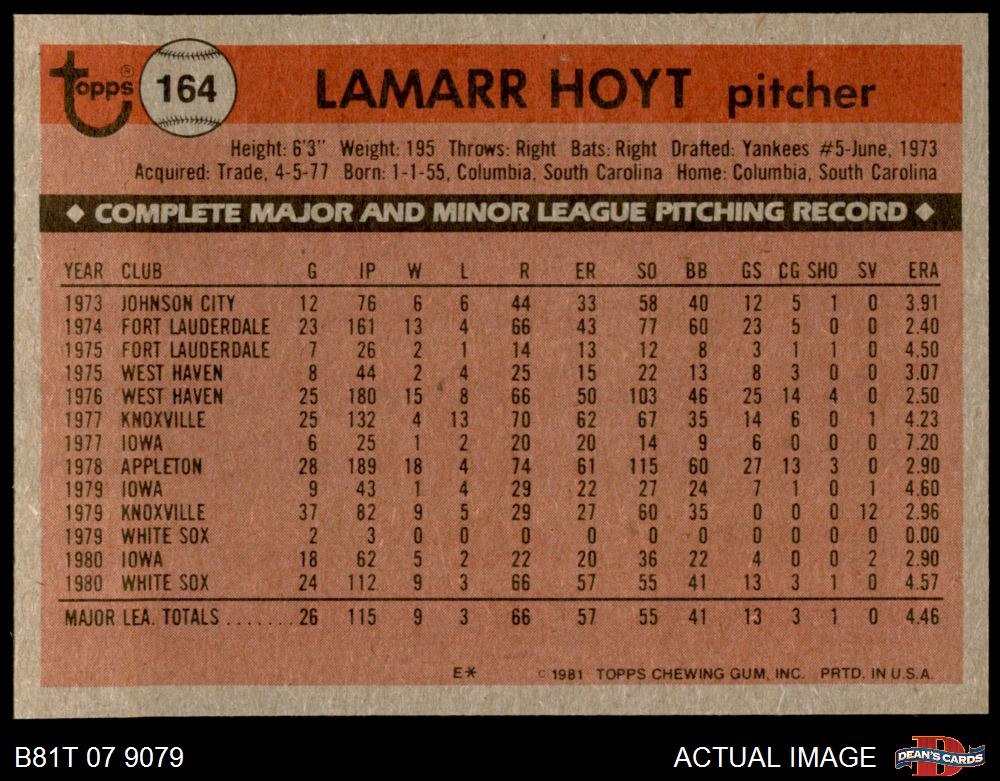 Topps® 164 LAMARR HOYT pitcher
Height: 6'3" Weight: 195 Throws: Right Bats: Right Drafted: Yankees #5-June, 1973
Acquired: Trade, 4-5-77 Born: 1-1-55, Columbia, South Carolina Home: Columbia, South Carolina
◆ COMPLETE MAJOR AND MINOR LEAGUE PITCHING RECORD ◆
YEAR CLUB G IP W L R ER SO BB GS CG SHO SV ERA
1973 JOHNSON CITY 12 76 6 6 44 33 58 40 12 5 1 0 3.91
1974 FORT LAUDERDALE 23 161 13 4 66 43 77 60 23 5 0 0 2.40
1975 FORT LAUDERDALE 7 26 2 1 14 13 12 8 3 1 1 0 4.50
1975 WEST HAVEN 8 44 2 4 25 15 22 13 8 3 0 0 3.07
1976 WEST HAVEN 25 180 15 8 66 50 103 46 25 14 4 0 2.50
1977 KNOXVILLE 25 132 4 13 70 62 67 35 14 6 0 1 4.23
1977 IOWA 6 25 1 2 20 20 14 9 6 0 0 0 7.20
1978 APPLETON 28 189 18 4 74 61 115 60 27 13 3 0 2.90
1979 IOWA 9 43 1 4 29 22 27 24 7 1 0 1 4.60
1979 KNOXVILLE 37 82 9 5 29 27 60 35 0 0 0 12 2.96
1979 WHITE SOX 2 3 0 0 0 0 0 0 0 0 0 0 0.00
1980 IOWA 18 62 5 2 22 20 36 22 4 0 0 2 2.90
1980 WHITE SOX 24 112 9 3 66 57 55 41 13 3 1 0 4.57
MAJOR LEA. TOTALS ....... 26 115 9 3 66 57 55 41 13 3 1 0 4.46
E* © 1981 TOPPS CHEWING GUM, INC. PRTD. IN U.S.A.
B81T 07 9079 ACTUAL IMAGE D DEAN'S CARDS